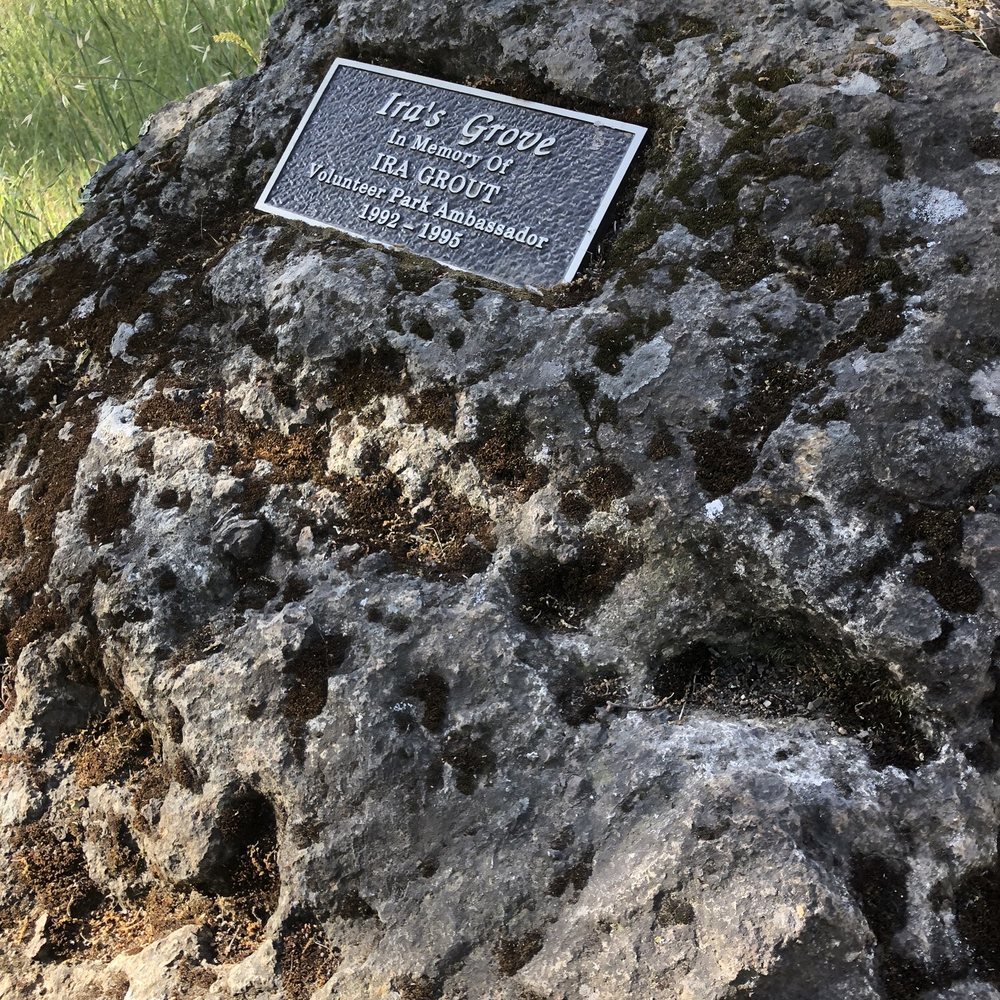 Ira's Grove
In Memory Of
IRA GROUT
Volunteer Park Ambassador
1992 – 1995